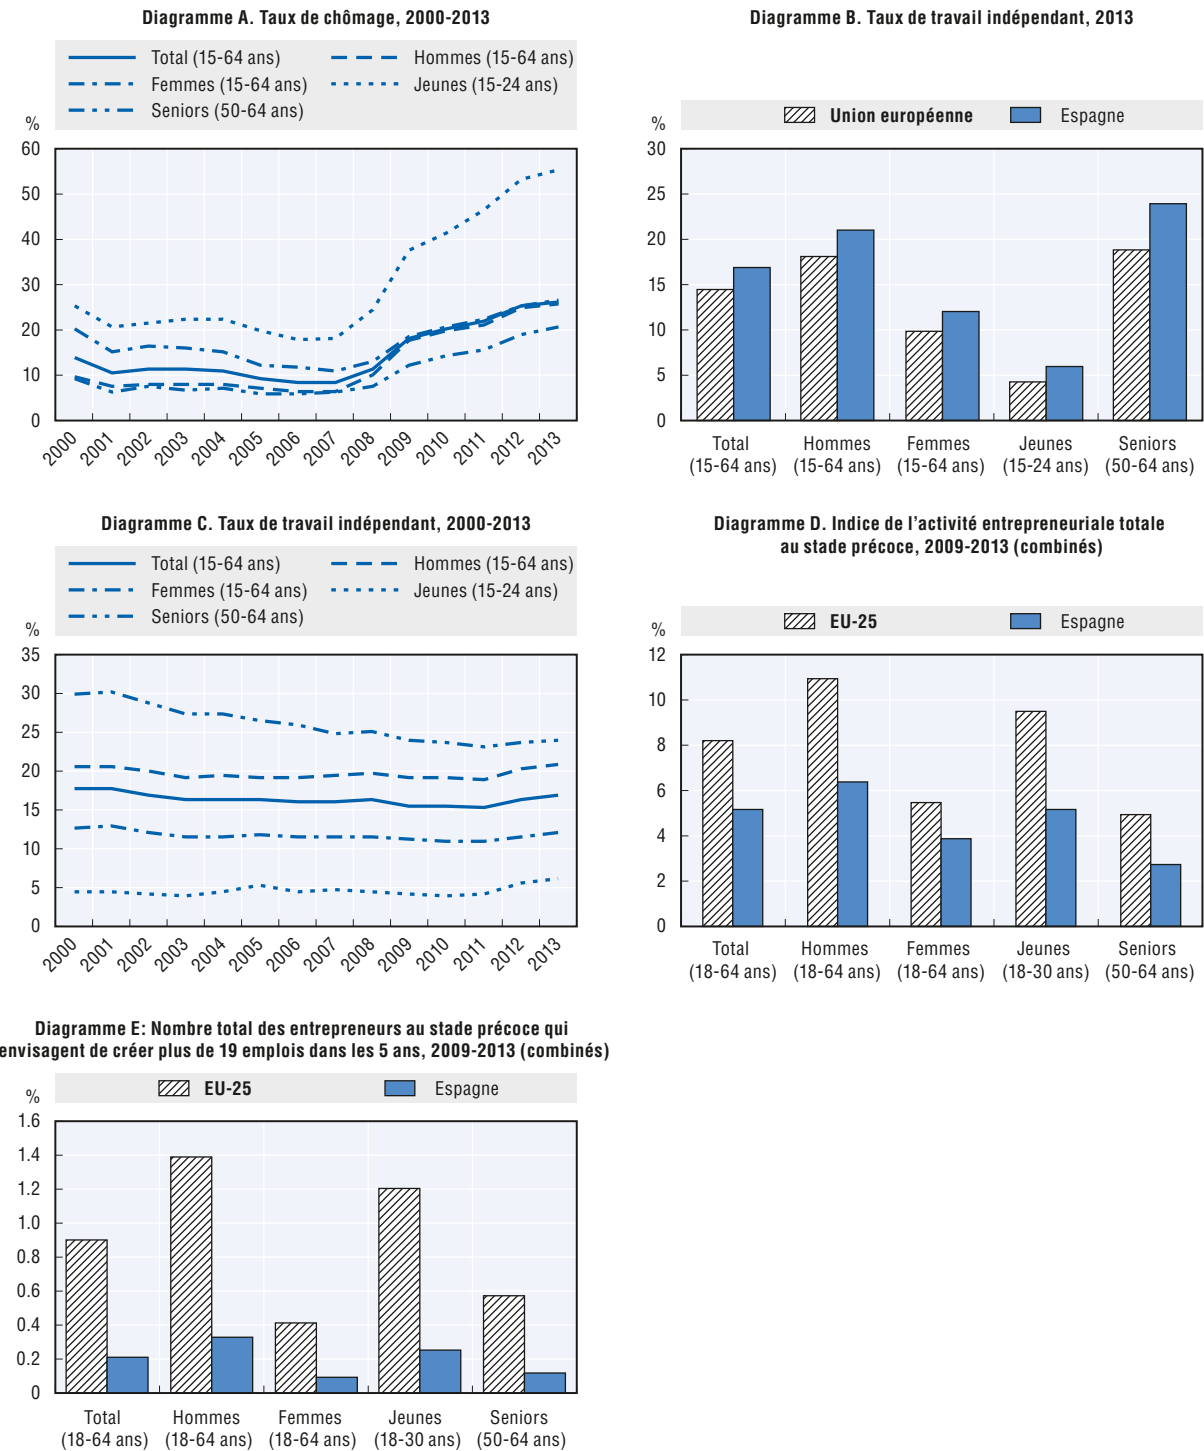 Diagramme A. Taux de chômage, 2000-2013
Total (15-64 ans)
Hommes (15-64 ans)
Femmes (15-64 ans)
Jeunes (15-24 ans)
Seniors (50-64 ans)
%
60
50
40
30
20
10
0
2000
2001
2002
2003
2004
2005
2006
2007
2008
2009
2010
2011
2012
2013
Diagramme B. Taux de travail indépendant, 2013
Union européenne
Espagne
%
30
25
20
15
10
5
0
Total
(15-64 ans)
Hommes
(15-64 ans)
Femmes
(15-64 ans)
Jeunes
(15-24 ans)
Seniors
(50-64 ans)
Diagramme C. Taux de travail indépendant, 2000-2013
Total (15-64 ans)
Hommes (15-64 ans)
Femmes (15-64 ans)
Jeunes (15-24 ans)
Seniors (50-64 ans)
%
35
30
25
20
15
10
5
0
2000
2001
2002
2003
2004
2005
2006
2007
2008
2009
2010
2011
2012
2013
Diagramme D. Indice de l’activité entrepreneuriale totale
au stade précoce, 2009-2013 (combinés)
EU-25
Espagne
%
12
10
8
6
4
2
0
Total
(18-64 ans)
Hommes
(18-64 ans)
Femmes
(18-64 ans)
Jeunes
(18-30 ans)
Seniors
(50-64 ans)
Diagramme E: Nombre total des entrepreneurs au stade précoce qui
envisagent de créer plus de 19 emplois dans les 5 ans, 2009-2013 (combinés)
EU-25
Espagne
%
1.6
1.4
1.2
1.0
0.8
0.6
0.4
0.2
0
Total
(18-64 ans)
Hommes
(18-64 ans)
Femmes
(18-64 ans)
Jeunes
(18-30 ans)
Seniors
(50-64 ans)